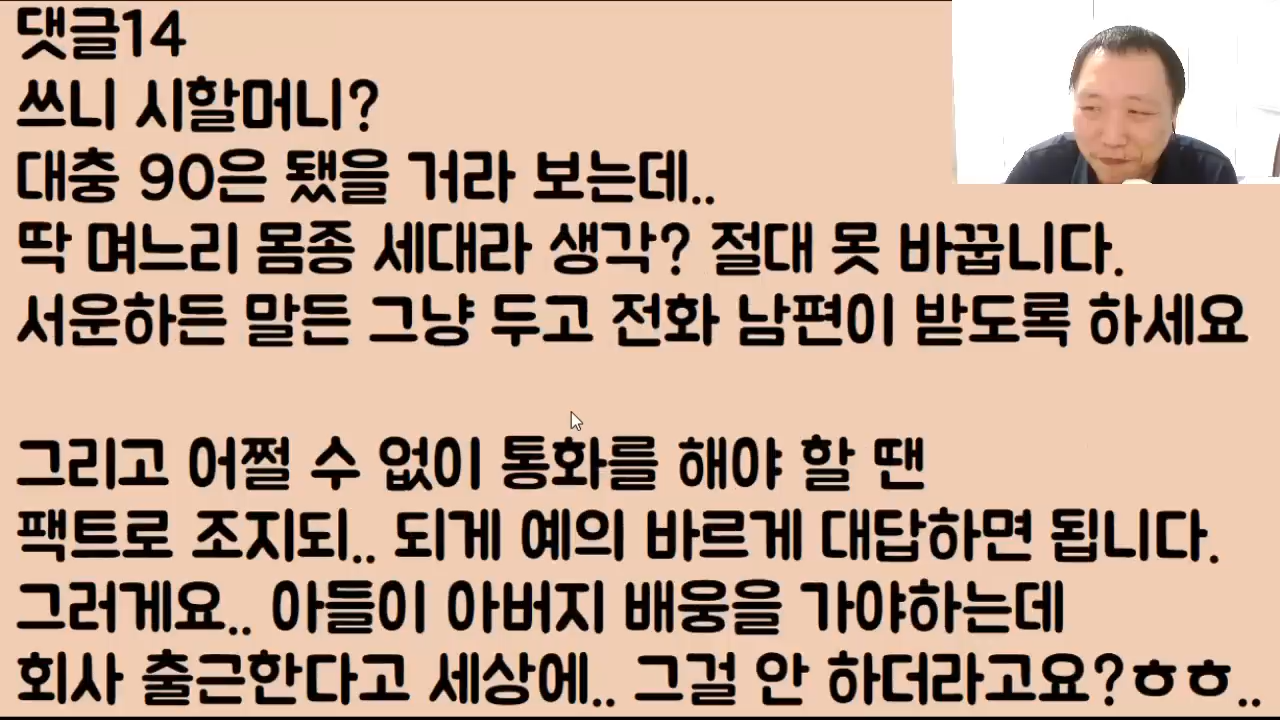 댓글14
쓰니 시할머니?
대충 90은 됐을 거라 보는데..
딱 며느리 몸종 세대라 생각? 절대 못 바꿉니다.
서운하든 말든 그냥 두고 전화 남편이 받도록 하세요
그리고 어쩔 수 없이 통화를 해야 할 땐
팩트로 조지되.. 되게 예의 바르게 대답하면 됩니다.
그러게요.. 아들이 아버지 배웅을 가야하는데
회사 출근한다고 세상에.. 그걸 안 하더라고요?ㅎㅎ..